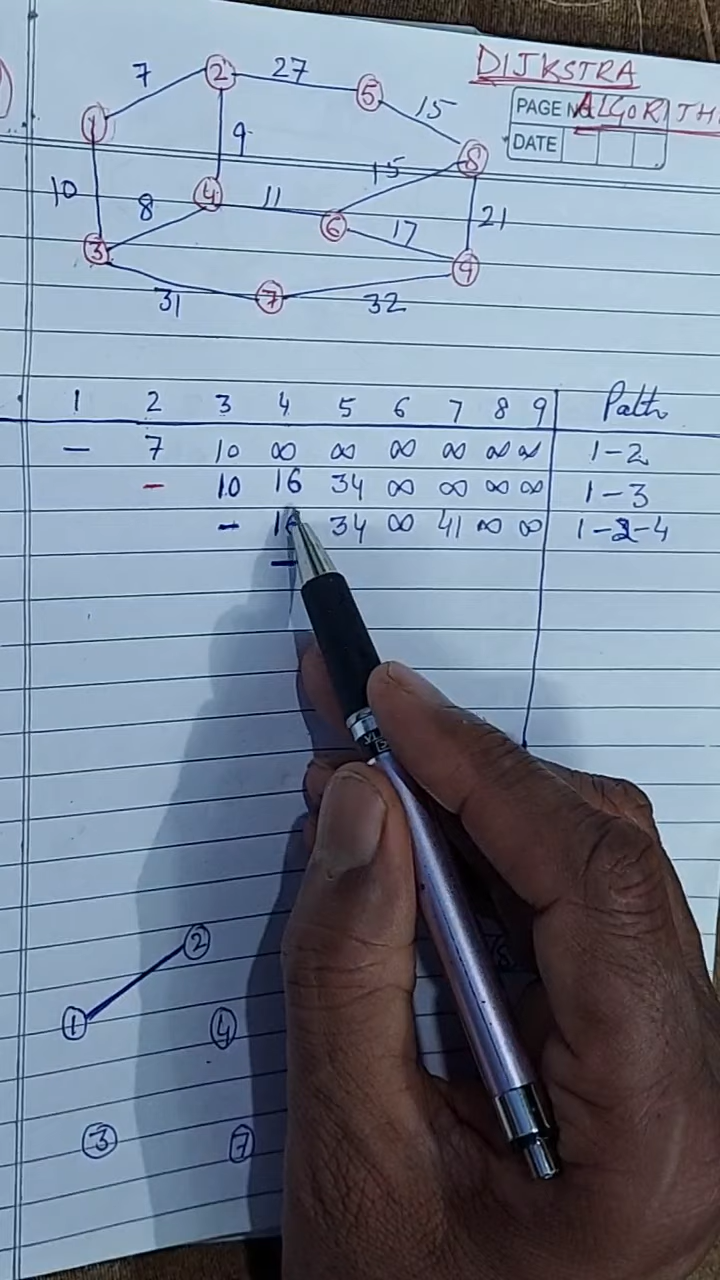 DIJKSTRA
ALGORITH
PAGE N
DATE
7 2 27 5 15
1 9 8
10 8 4 11 15 6 17 21
3 9
31 7 32
1 2 3 4 5 6 7 8 9 Path
- 7 10 ∞ ∞ ∞ ∞ ∞ ∞ 1-2
- 10 16 34 ∞ ∞ ∞ ∞ 1-3
- 16 34 ∞ 41 ∞ ∞ 1-2-4
-
2
1 4
3 7